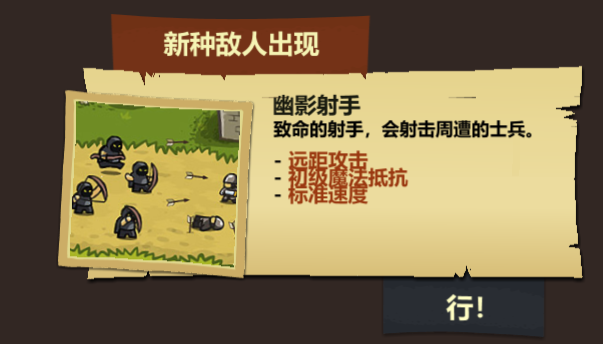 新种敌人出现
幽影射手
致命的射手，会射击周遭的士兵。
- 远距攻击
- 初级魔法抵抗
- 标准速度
行!